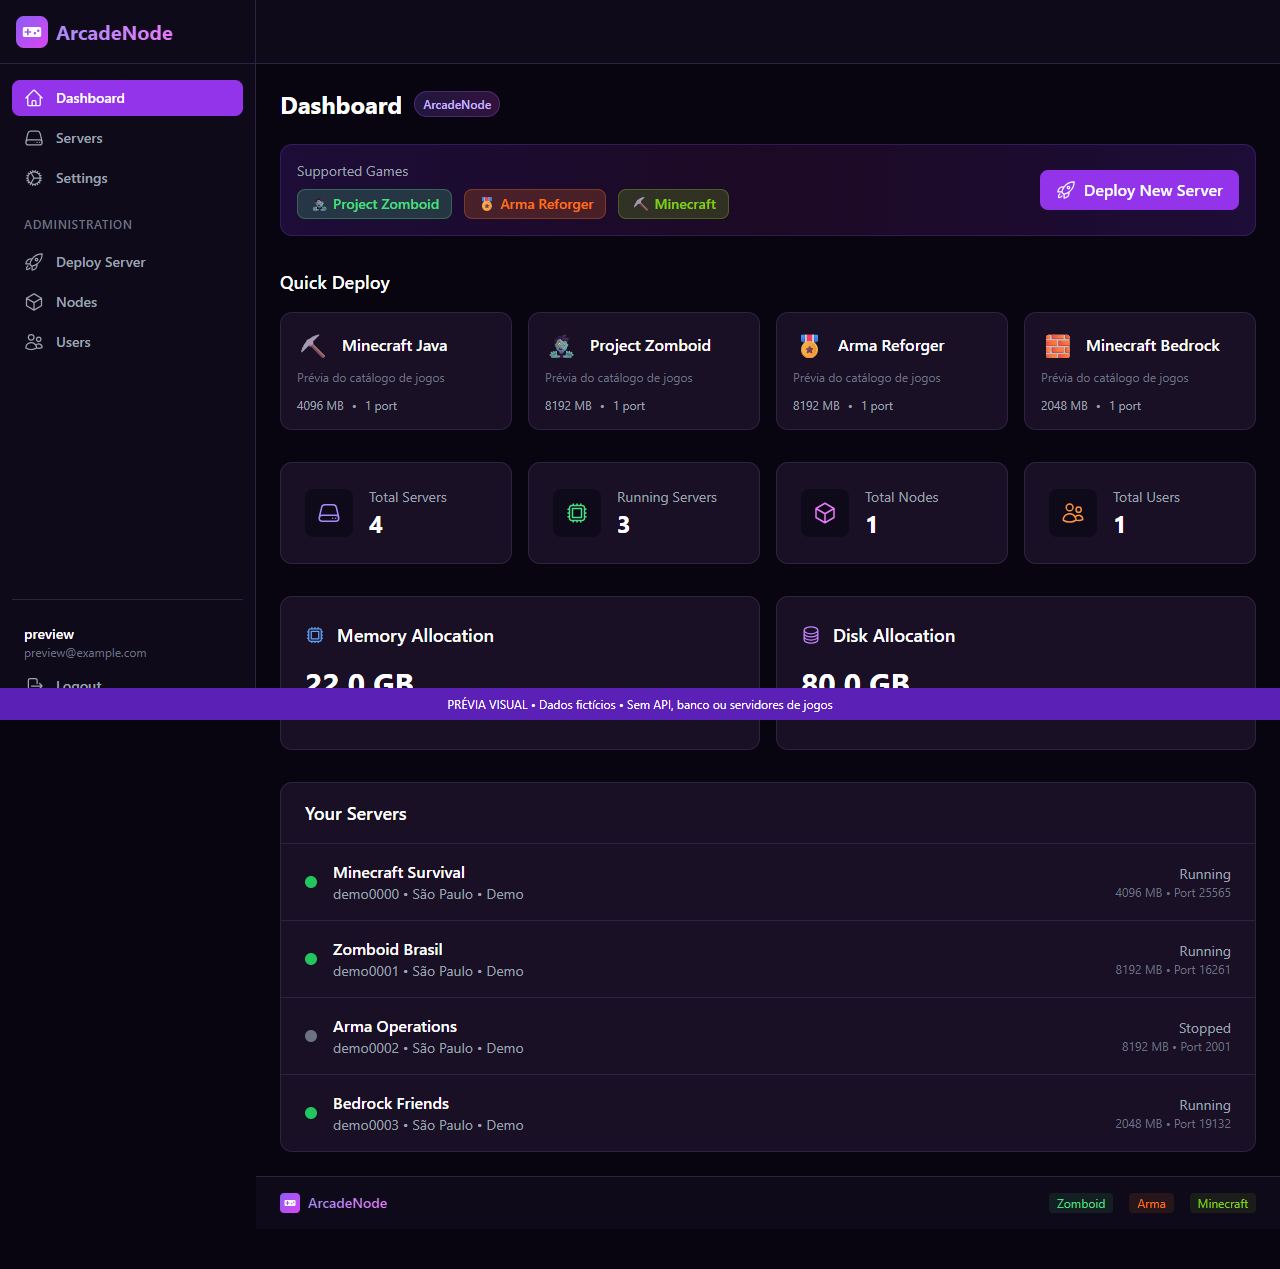 ArcadeNode
Dashboard
Servers
Settings
ADMINISTRATION
Deploy Server
Nodes
Users
preview
preview@example.com
Logout
Dashboard
ArcadeNode
Supported Games
Project Zomboid
Arma Reforger
Minecraft
Deploy New Server
Quick Deploy
Minecraft Java
Prévia do catálogo de jogos
4096 MB • 1 port
Project Zomboid
Prévia do catálogo de jogos
8192 MB • 1 port
Arma Reforger
Prévia do catálogo de jogos
8192 MB • 1 port
Minecraft Bedrock
Prévia do catálogo de jogos
2048 MB • 1 port
Total Servers
4
Running Servers
3
Total Nodes
1
Total Users
1
Memory Allocation
22.0 GB
Disk Allocation
80.0 GB
PRÉVIA VISUAL • Dados fictícios • Sem API, banco ou servidores de jogos
Your Servers
Minecraft Survival
demo0000 • São Paulo • Demo
Running
4096 MB • Port 25565
Zomboid Brasil
demo0001 • São Paulo • Demo
Running
8192 MB • Port 16261
Arma Operations
demo0002 • São Paulo • Demo
Stopped
8192 MB • Port 2001
Bedrock Friends
demo0003 • São Paulo • Demo
Running
2048 MB • Port 19132
ArcadeNode
Zomboid
Arma
Minecraft